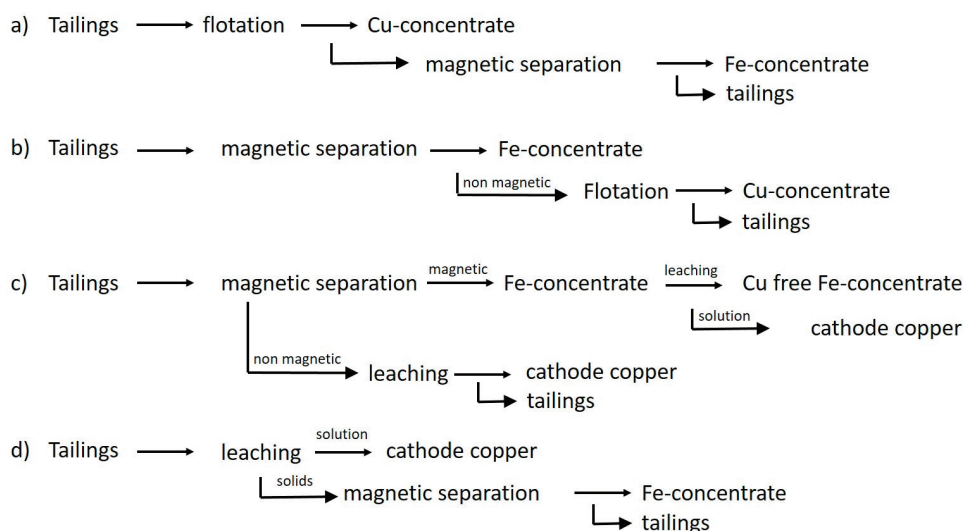 a) Tailings flotation Cu-concentrate
magnetic separation Fe-concentrate
tailings
b) Tailings magnetic separation Fe-concentrate
non magnetic Flotation Cu-concentrate
tailings
c) Tailings magnetic separation magnetic Fe-concentrate leaching Cu free Fe-concentrate
solution cathode copper
non magnetic leaching cathode copper
tailings
d) Tailings leaching solution cathode copper
solids magnetic separation Fe-concentrate
tailings